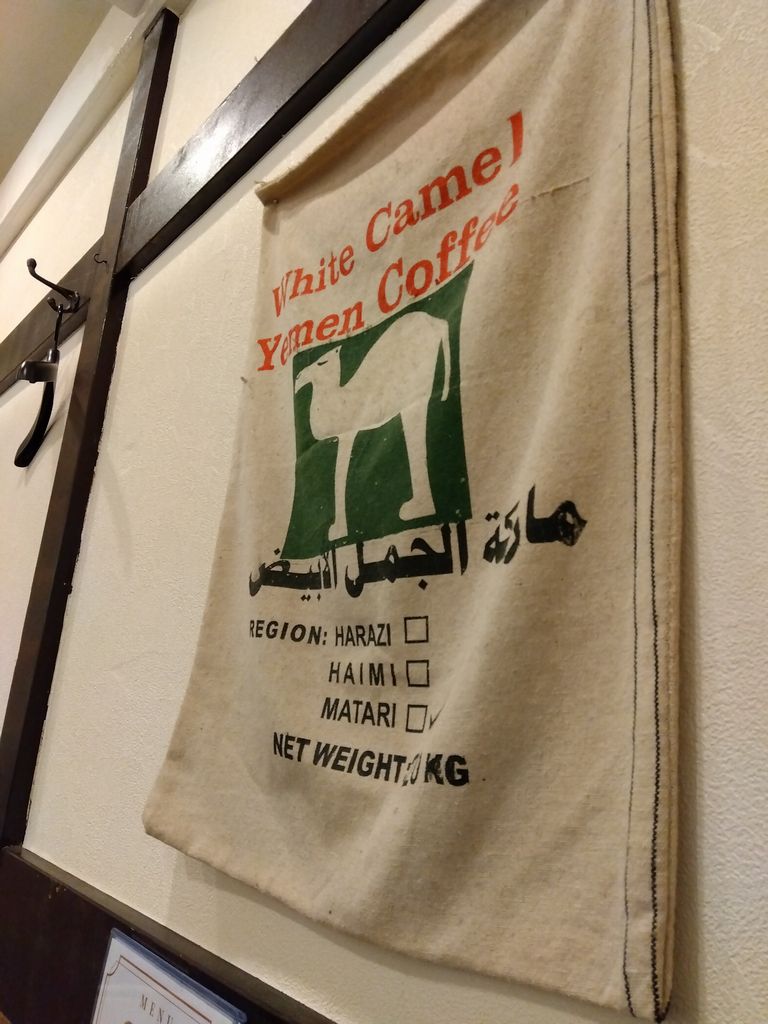 White Camel
Yemen Coffee
ماركة الجمل الابيض
REGION: HARAZI
HAIMI
MATARI
NET WEIGHT KG
MENU